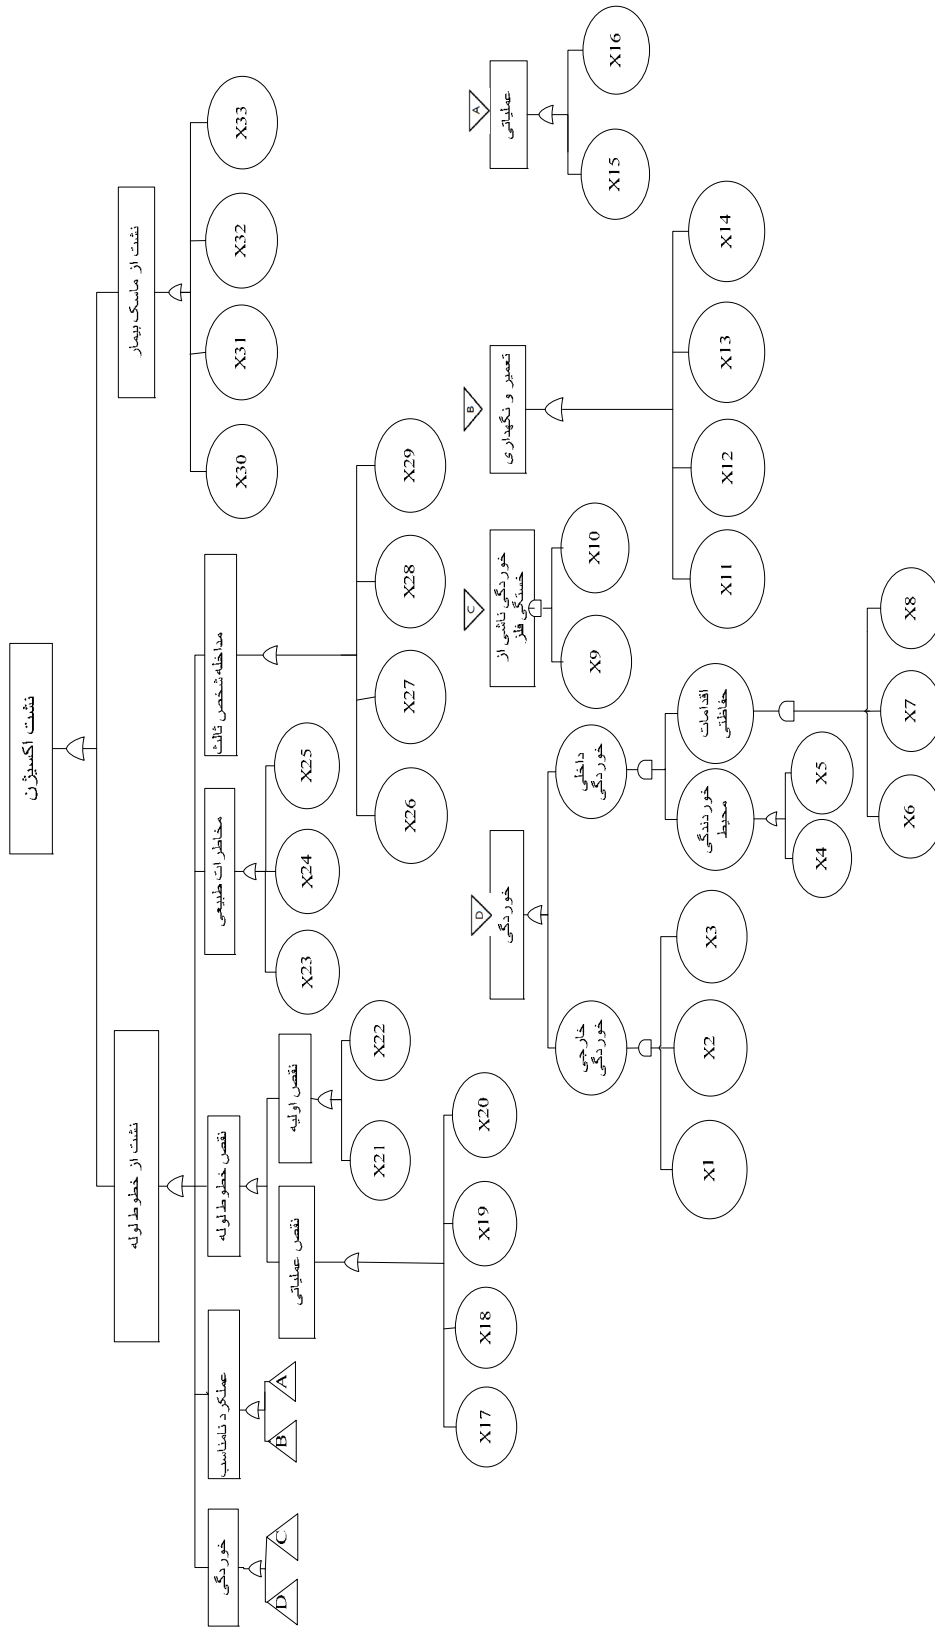 نشت اکسیژن
نشت از خطوط لوله
نشت از ماسک بیمار
خوردگی
عملکرد نامناسب
نقص خطوط لوله
مخاطرات طبیعی
مداخله شخص ثالث
X30
X31
X32
X33
D
C
B
A
نقص عملیاتی
نقص اولیه
X23
X24
X25
X21
X22
X26
X27
X28
X29
X17
X18
X19
X20
D
خوردگی
C
خوردگی ناشی از
خستگی فلز
B
تعمیر و نگهداری
A
عملیاتی
خوردگی
خارجی
خوردگی
داخلی
X9
X10
X15
X16
X1
X2
X3
محیط
خوردندگی
اقدامات
حفاظتی
X11
X12
X13
X14
X4
X5
X6
X7
X8